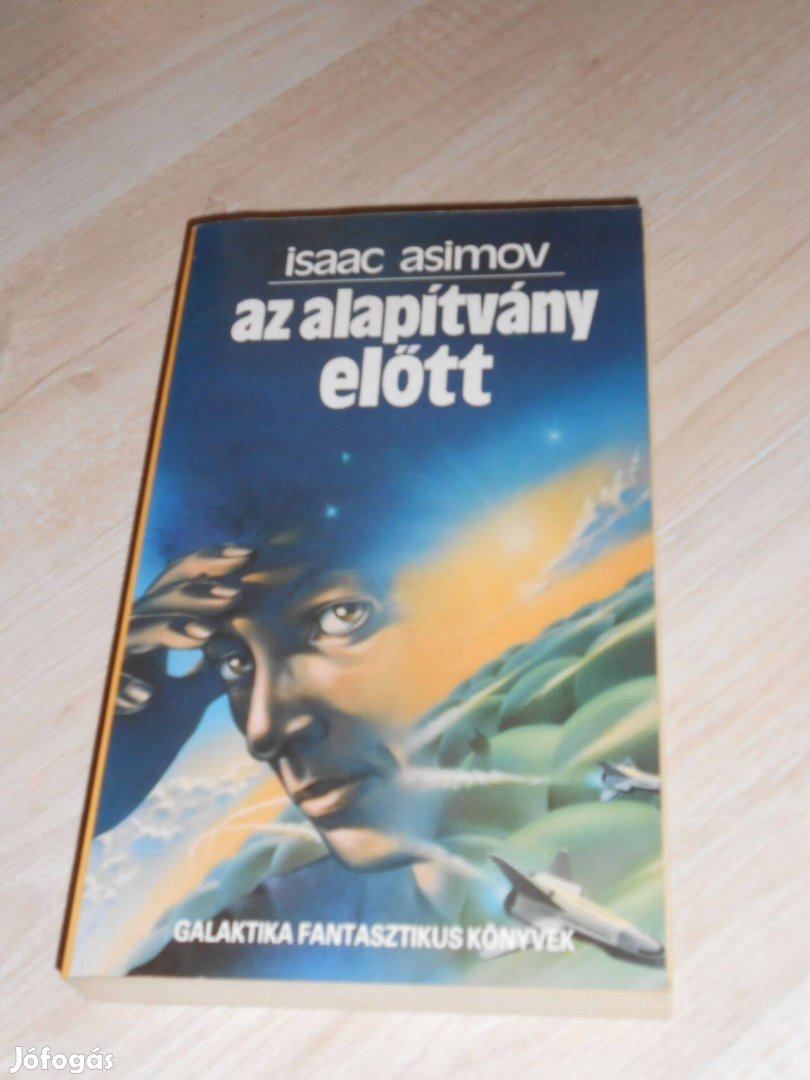 isaac asimov
az alapítvány
előtt
GALAKTIKA FANTASZTIKUS KÖNYVEK
Jófogás